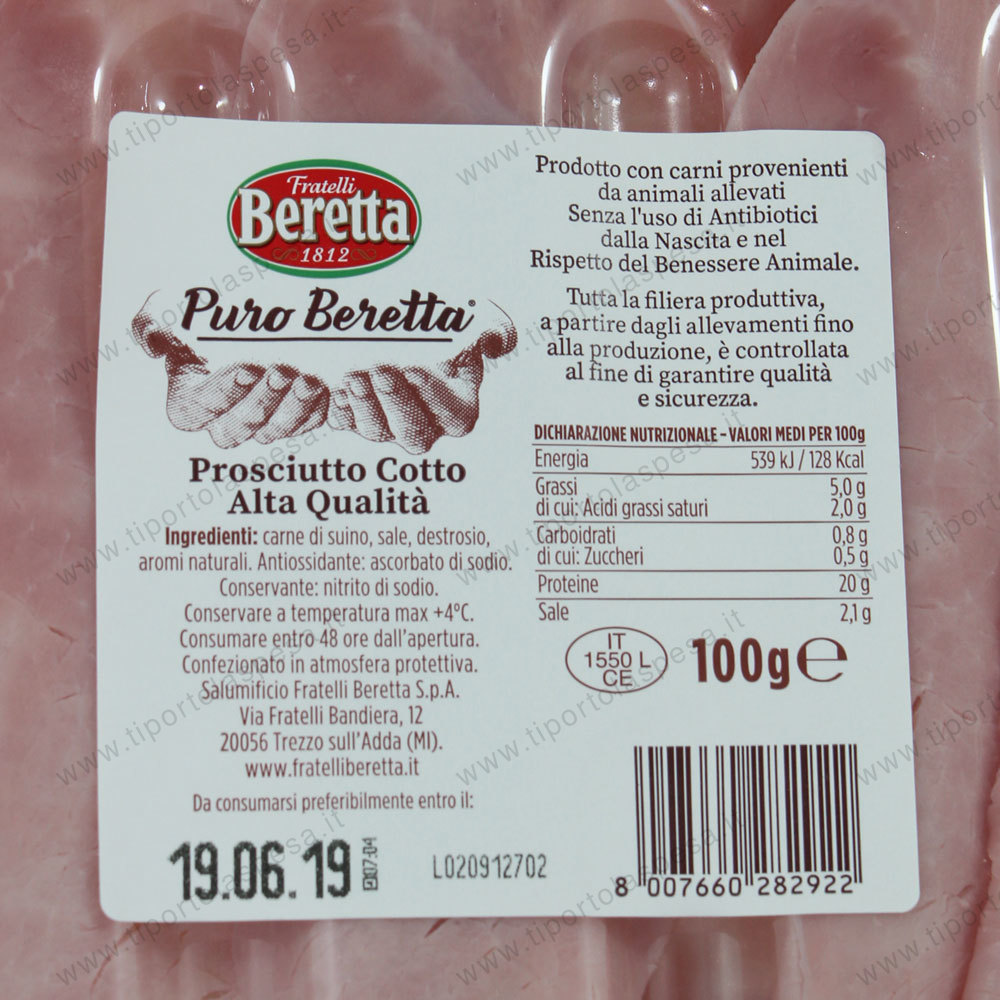 Fratelli
Beretta
1812
Puro Beretta®
Prosciutto Cotto
Alta Qualità
Ingredienti: carne di suino, sale, destrosio,
aromi naturali. Antiossidante: ascorbato di sodio.
Conservante: nitrito di sodio.
Conservare a temperatura max +4°C.
Consumare entro 48 ore dall'apertura.
Confezionato in atmosfera protettiva.
Salumificio Fratelli Beretta S.p.A.
Via Fratelli Bandiera, 12
20056 Trezzo sull'Adda (MI).
www.fratelliberetta.it
Da consumarsi preferibilmente entro il:
19.06.19
07:04
L020912702
Prodotto con carni provenienti
da animali allevati
Senza l'uso di Antibiotici
dalla Nascita e nel
Rispetto del Benessere Animale.
Tutta la filiera produttiva,
a partire dagli allevamenti fino
alla produzione, è controllata
al fine di garantire qualità
e sicurezza.
DICHIARAZIONE NUTRIZIONALE - VALORI MEDI PER 100g
Energia 539 kJ / 128 Kcal
Grassi 5,0 g
di cui: Acidi grassi saturi 2,0 g
Carboidrati 0,8 g
di cui: Zuccheri 0,5 g
Proteine 20 g
Sale 2,1 g
IT
1550 L
CE
100g e
8 007660 282922
www.tiportolaspesa.it